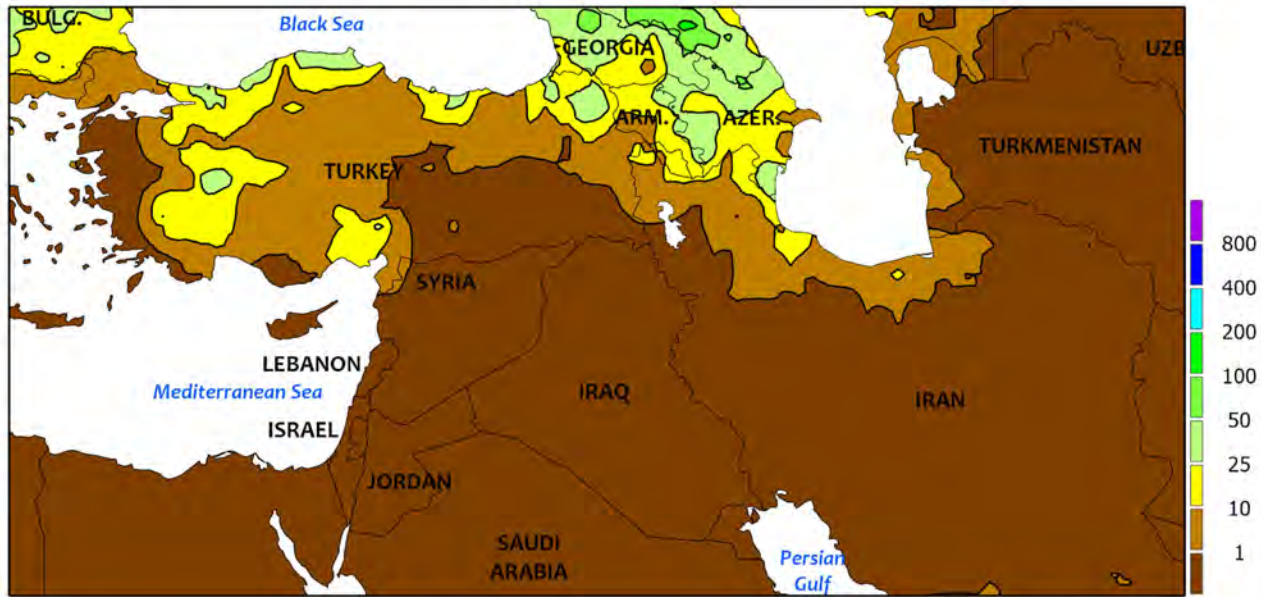 BULG.
Black Sea
GEORGIA
UZB
ARM.
AZER.
TURKMENISTAN
TURKEY
SYRIA
LEBANON
Mediterranean Sea
IRAQ
IRAN
ISRAEL
JORDAN
SAUDI
ARABIA
Persian
Gulf
800
400
200
100
50
25
10
1